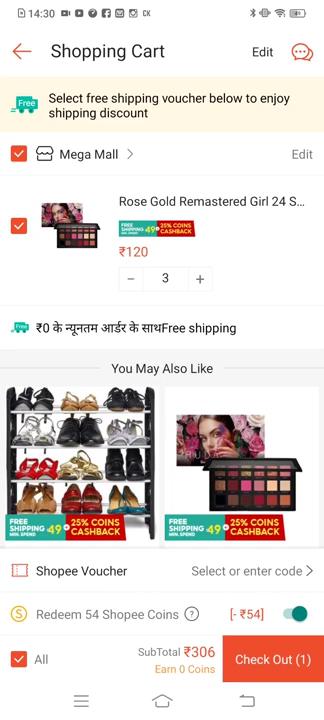 14:30
CK
Shopping Cart
Edit
Free
Select free shipping voucher below to enjoy
shipping discount
Mega Mall
Edit
Rose Gold Remastered Girl 24 S...
FREE SHIPPING 49 + 25% COINS CASHBACK
₹120
− 3 +
Free
₹0 के न्यूनतम आर्डर के साथFree shipping
You May Also Like
FREE
SHIPPING 49 + 25% COINS
MIN. SPEND CASHBACK
FREE
SHIPPING 49 + 25% COINS
MIN. SPEND CASHBACK
Shopee Voucher
Select or enter code
S Redeem 54 Shopee Coins ?
[- ₹54]
All
SubTotal ₹306
Earn 0 Coins
Check Out (1)